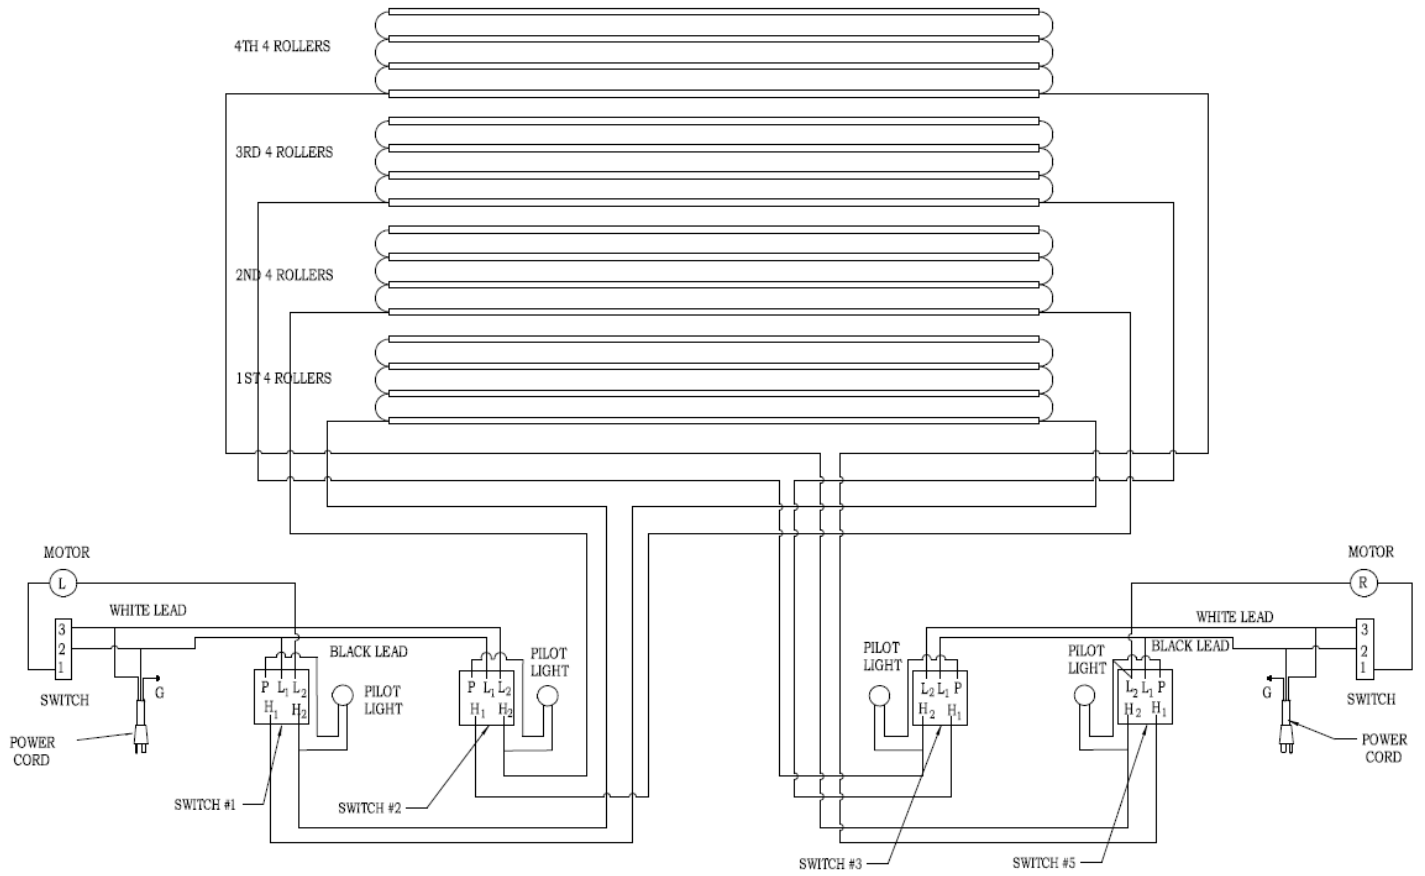 4TH 4 ROLLERS
3RD 4 ROLLERS
2ND 4 ROLLERS
1ST 4 ROLLERS
MOTOR
L
WHITE LEAD
3
2
1
SWITCH
G
POWER
CORD
BLACK LEAD
P L1 L2
H1 H2
PILOT
LIGHT
SWITCH #1
P L1 L2
H1 H2
PILOT
LIGHT
SWITCH #2
PILOT
LIGHT
L2 L1 P
H2 H1
SWITCH #3
PILOT
LIGHT
L2 L1 P
H2 H1
SWITCH #5
MOTOR
R
WHITE LEAD
BLACK LEAD
3
2
1
SWITCH
G
POWER
CORD